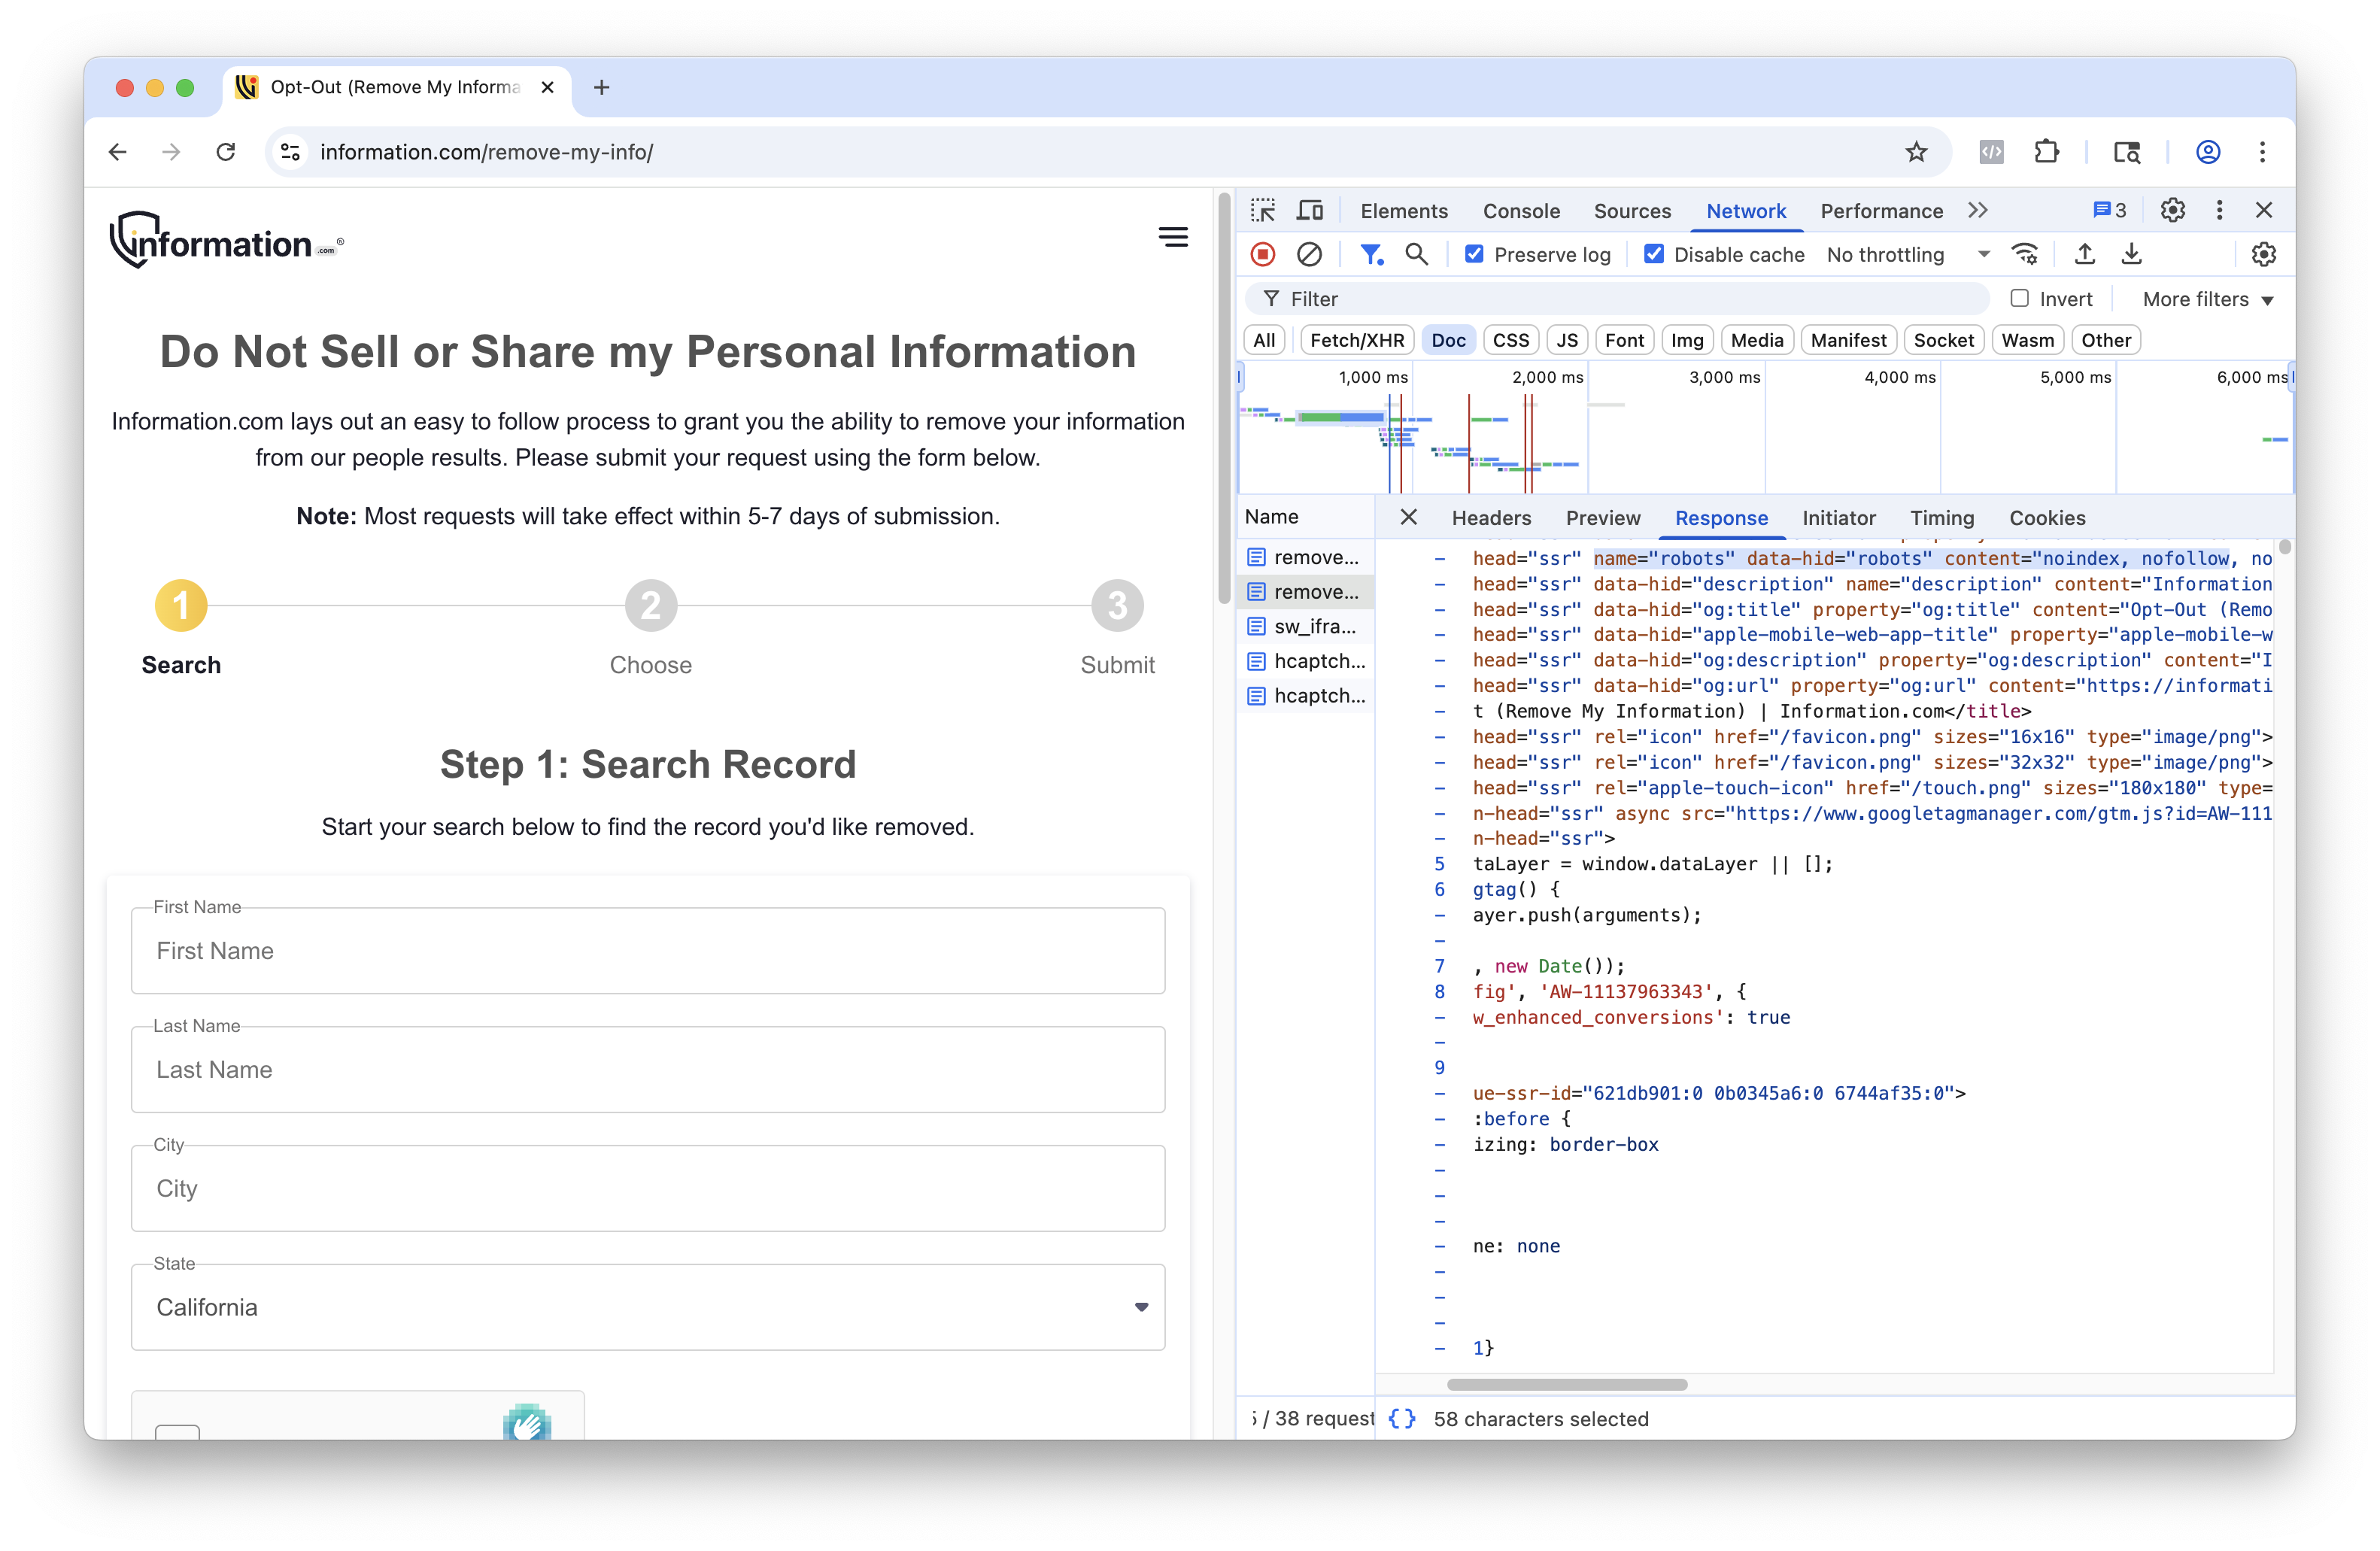 Opt-Out (Remove My Informa
information.com/remove-my-info/
information.com®
Do Not Sell or Share my Personal Information
Information.com lays out an easy to follow process to grant you the ability to remove your information
from our people results. Please submit your request using the form below.
Note: Most requests will take effect within 5-7 days of submission.
1
2
3
Search
Choose
Submit
Step 1: Search Record
Start your search below to find the record you'd like removed.
First Name
First Name
Last Name
Last Name
City
City
State
California
Elements Console Sources Network Performance 3
Preserve log Disable cache No throttling
Filter Invert More filters
All Fetch/XHR Doc CSS JS Font Img Media Manifest Socket Wasm Other
1,000 ms 2,000 ms 3,000 ms 4,000 ms 5,000 ms 6,000 ms
Name
remove...
remove...
sw_ifra...
hcaptch...
hcaptch...
/ 38 request
Headers Preview Response Initiator Timing Cookies
- head="ssr" name="robots" data-hid="robots" content="noindex, nofollow, no
- head="ssr" data-hid="description" name="description" content="Information
- head="ssr" data-hid="og:title" property="og:title" content="Opt-Out (Remo
- head="ssr" data-hid="apple-mobile-web-app-title" property="apple-mobile-w
- head="ssr" data-hid="og:description" property="og:description" content="I
- head="ssr" data-hid="og:url" property="og:url" content="https://informati
- t (Remove My Information) | Information.com</title>
- head="ssr" rel="icon" href="/favicon.png" sizes="16x16" type="image/png">
- head="ssr" rel="icon" href="/favicon.png" sizes="32x32" type="image/png">
- head="ssr" rel="apple-touch-icon" href="/touch.png" sizes="180x180" type=
- n-head="ssr" async src="https://www.googletagmanager.com/gtm.js?id=AW-111
- n-head="ssr">
5 taLayer = window.dataLayer || [];
6 gtag() {
- ayer.push(arguments);
-
7 , new Date());
8 fig', 'AW-11137963343', {
- w_enhanced_conversions': true
-
9
- ue-ssr-id="621db901:0 0b0345a6:0 6744af35:0">
- :before {
- izing: border-box
-
-
-
- ne: none
-
-
-
- 1}
{} 58 characters selected